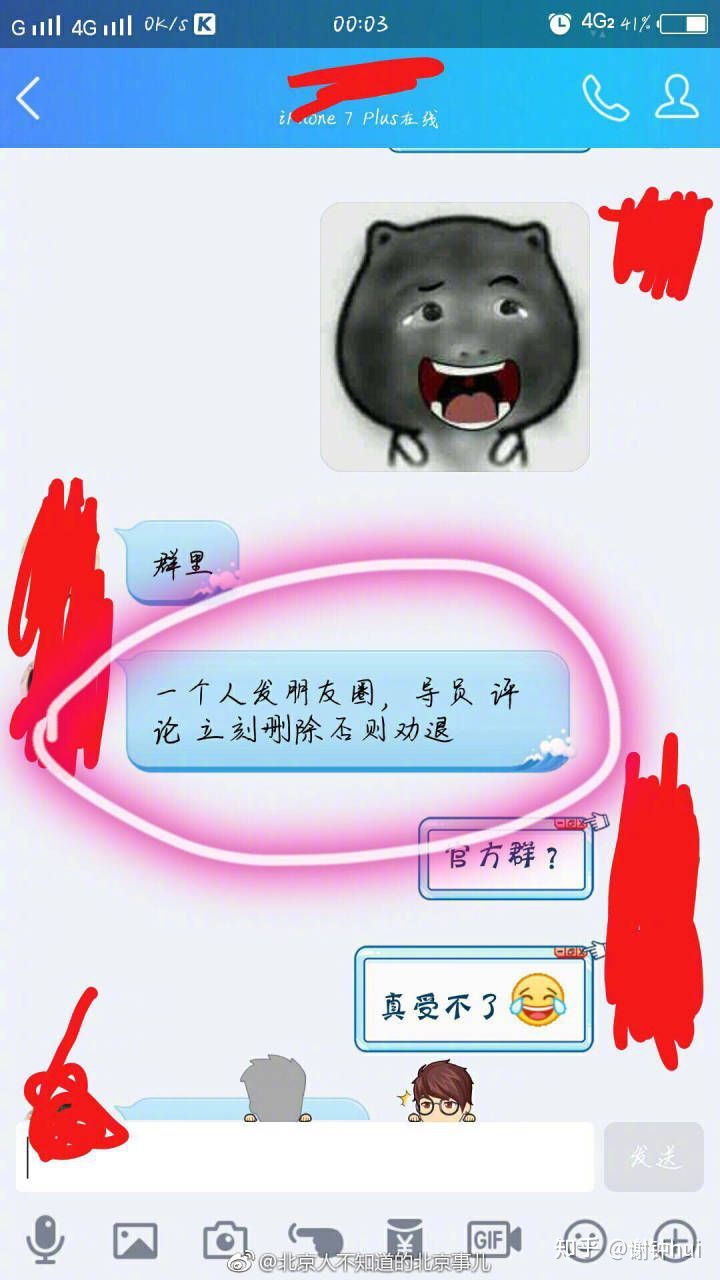 G 4G 0K/s K 00:03 4G2 41%
iPhone 7 Plus在线
群里
一个人发朋友圈，导员 评
论 立刻删除否则劝退
官方群？
真受不了😂
发送
GIF
@北京人不知道的北京事儿
知乎 @谢钟hui